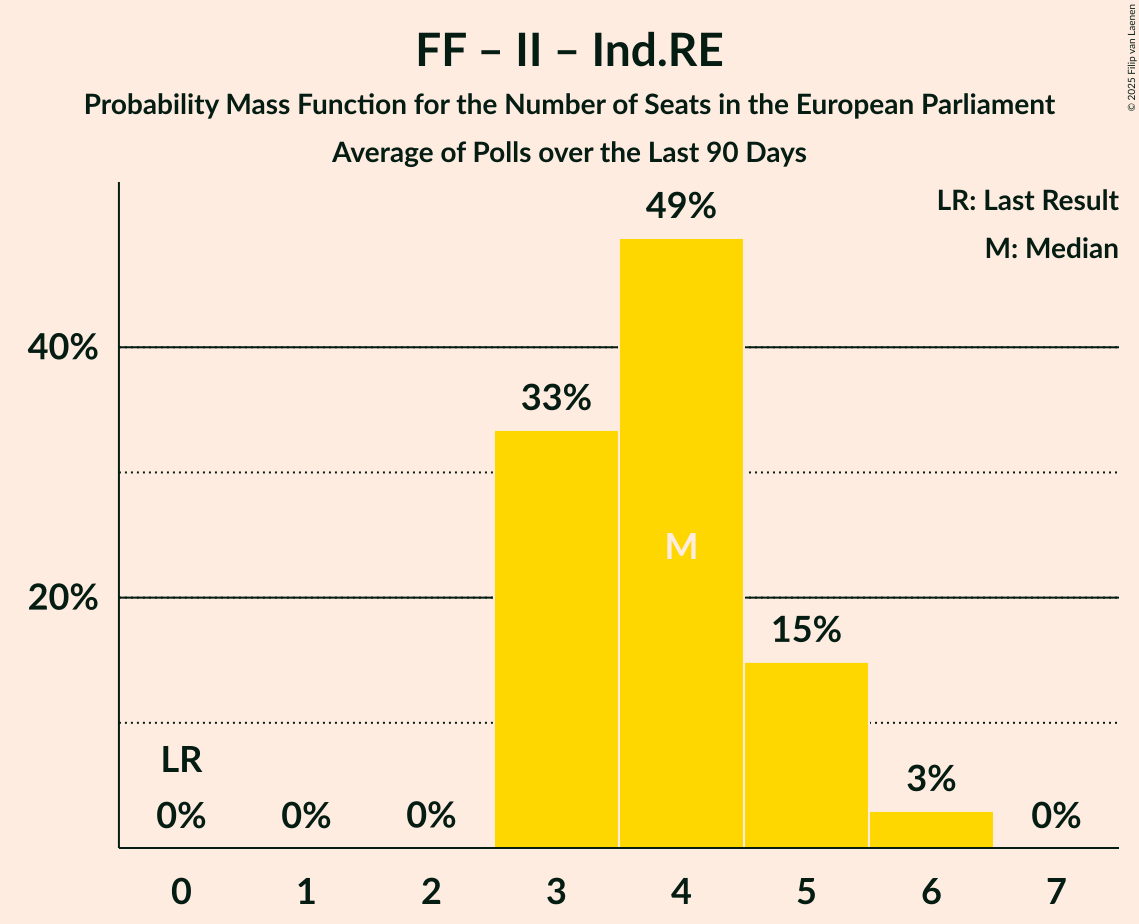 FF – II – Ind.RE
Probability Mass Function for the Number of Seats in the European Parliament
Average of Polls over the Last 90 Days
© 2025 Filip van Laenen
LR: Last Result
M: Median
49%
40%
33%
M
20%
15%
LR
3%
0% 0% 0% 0%
0 1 2 3 4 5 6 7